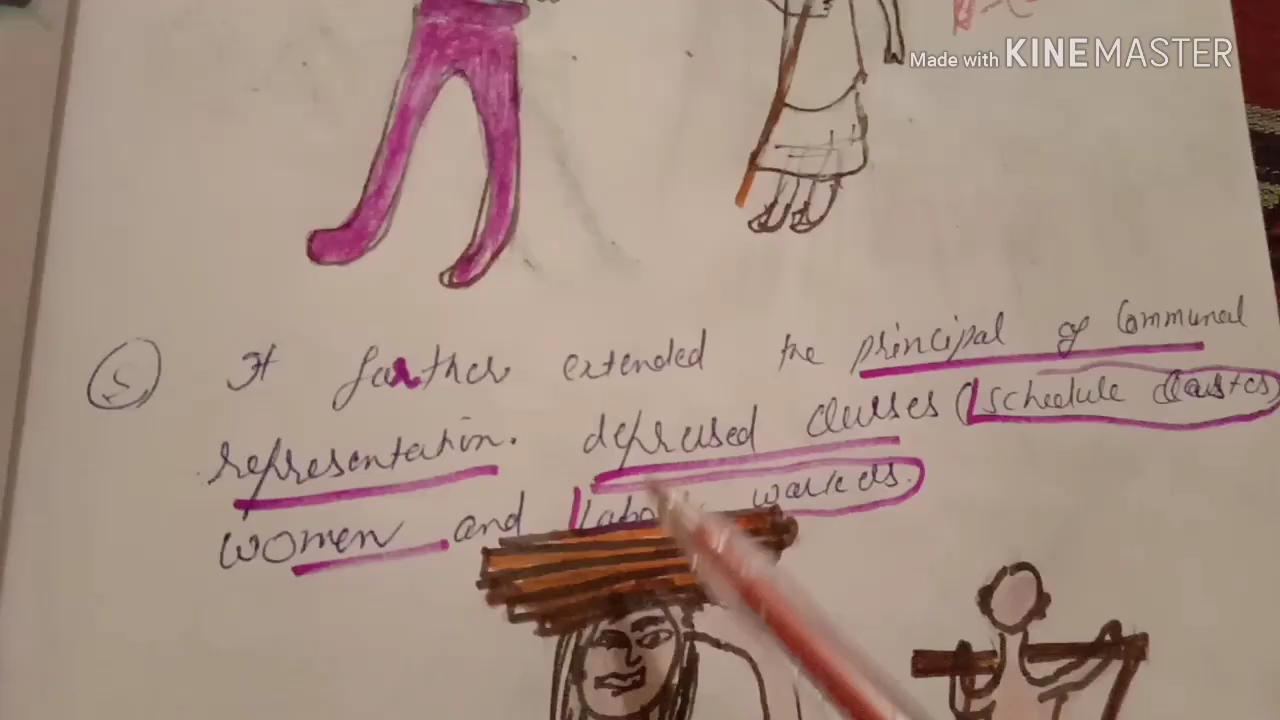 Made with KINEMASTER
5 It further extended the principal of Communal
representation. depressed classes (schedule castes)
women and labour workers.